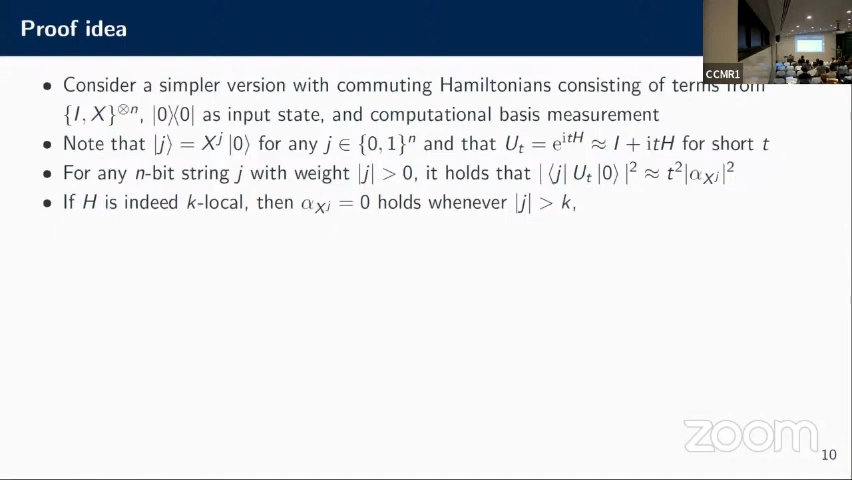 Proof idea
CCMR1
• Consider a simpler version with commuting Hamiltonians consisting of terms from
{I, X}^{⊗n}, |0⟩⟨0| as input state, and computational basis measurement
• Note that |j⟩ = X^j |0⟩ for any j ∈ {0, 1}^n and that U_t = e^{itH} ≈ I + itH for short t
• For any n-bit string j with weight |j| > 0, it holds that |⟨j| U_t |0⟩|² ≈ t²|α_{X^j}|²
• If H is indeed k-local, then α_{X^j} = 0 holds whenever |j| > k,
zoom
10